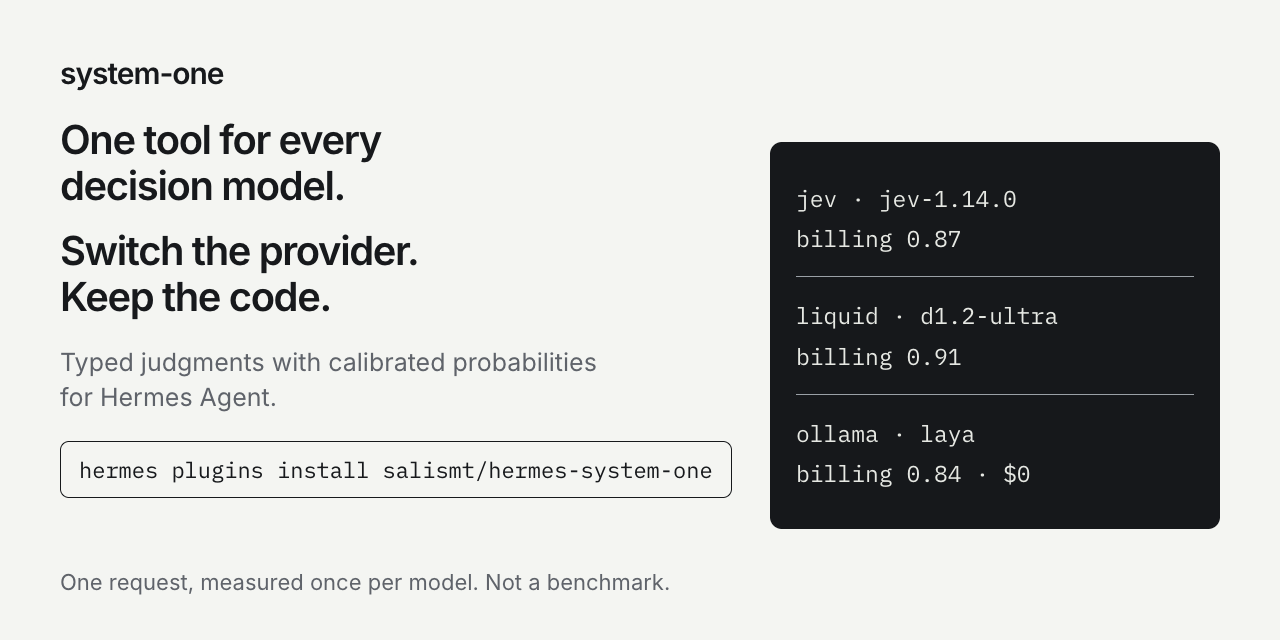 system-one
One tool for every
decision model.
Switch the provider.
Keep the code.
Typed judgments with calibrated probabilities
for Hermes Agent.
hermes plugins install salismt/hermes-system-one
jev · jev-1.14.0
billing 0.87
liquid · d1.2-ultra
billing 0.91
ollama · laya
billing 0.84 · $0
One request, measured once per model. Not a benchmark.